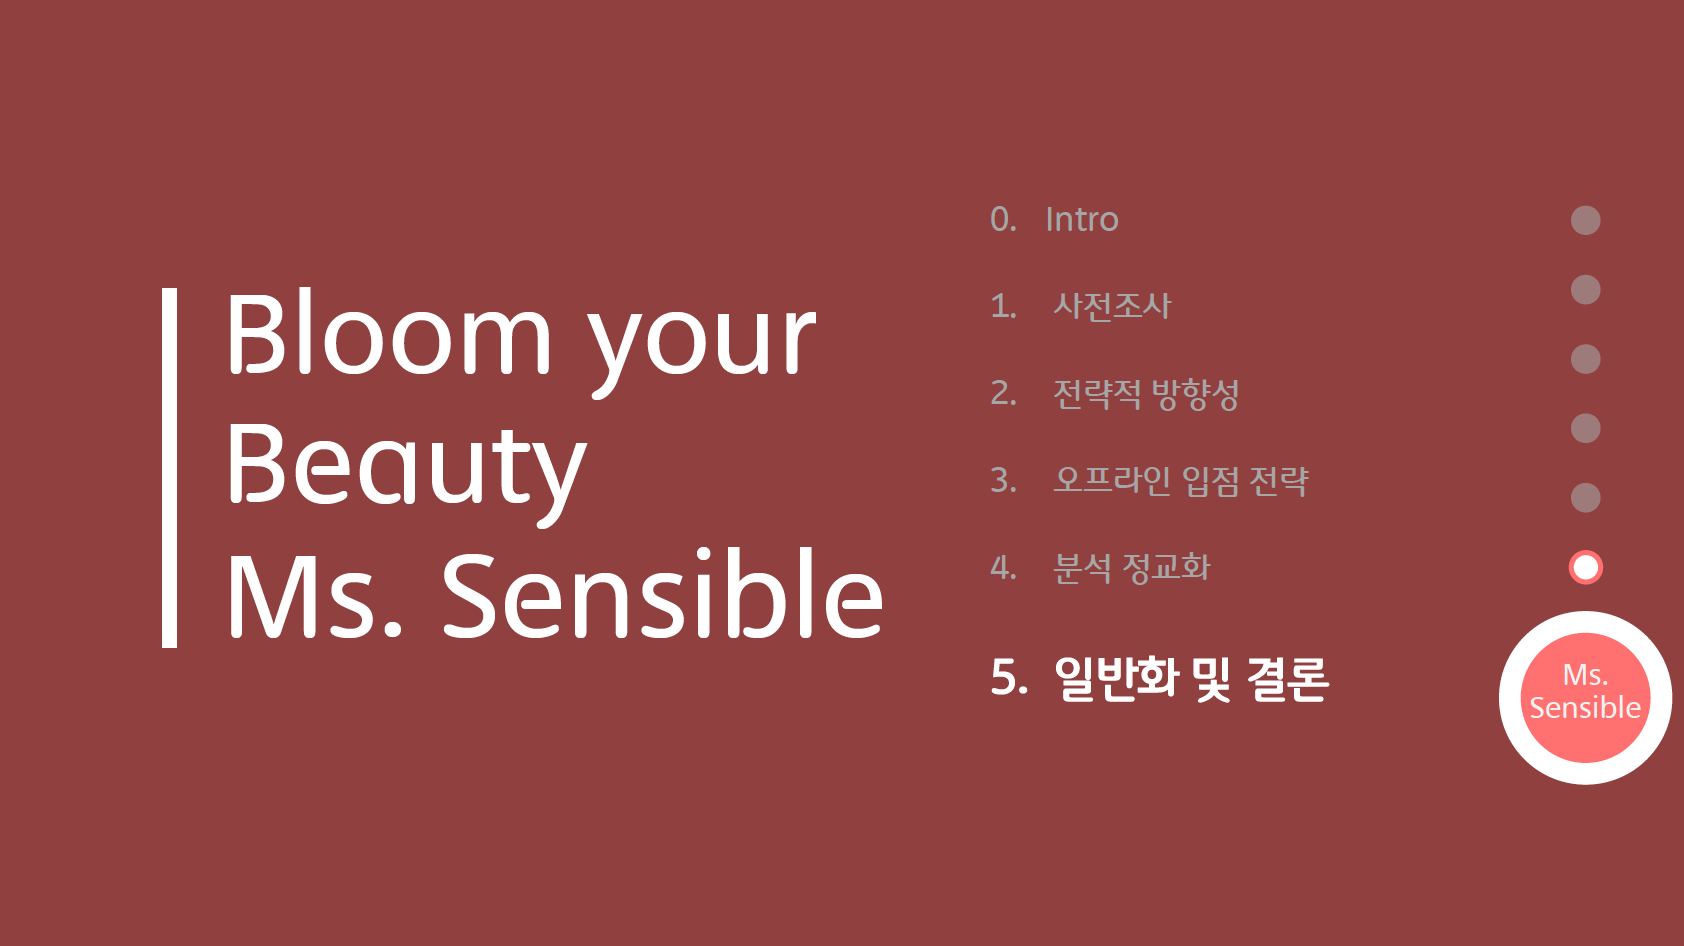 Bloom your
Beauty
Ms. Sensible
0. Intro
1. 사전조사
2. 전략적 방향성
3. 오프라인 입점 전략
4. 분석 정교화
5. 일반화 및 결론
Ms.
Sensible